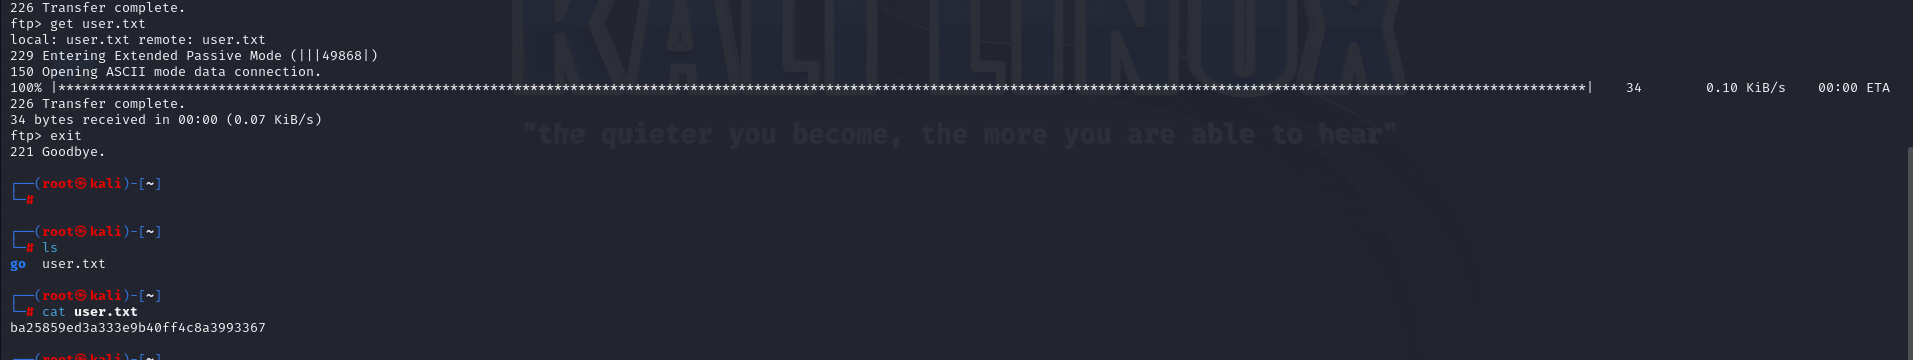 226 Transfer complete.
ftp> get user.txt
local: user.txt remote: user.txt
229 Entering Extended Passive Mode (|||49868|)
150 Opening ASCII mode data connection.
100% |***********************************************************************************************************************************************************************************************| 34 0.10 KiB/s 00:00 ETA
226 Transfer complete.
34 bytes received in 00:00 (0.07 KiB/s)
ftp> exit
221 Goodbye.
┌──(root㉿kali)-[~]
└─#
┌──(root㉿kali)-[~]
└─# ls
go user.txt
┌──(root㉿kali)-[~]
└─# cat user.txt
ba25859ed3a333e9b40ff4c8a3993367
┌──(root㉿kali)-[~]
KALI LINUX
"the quieter you become, the more you are able to hear"